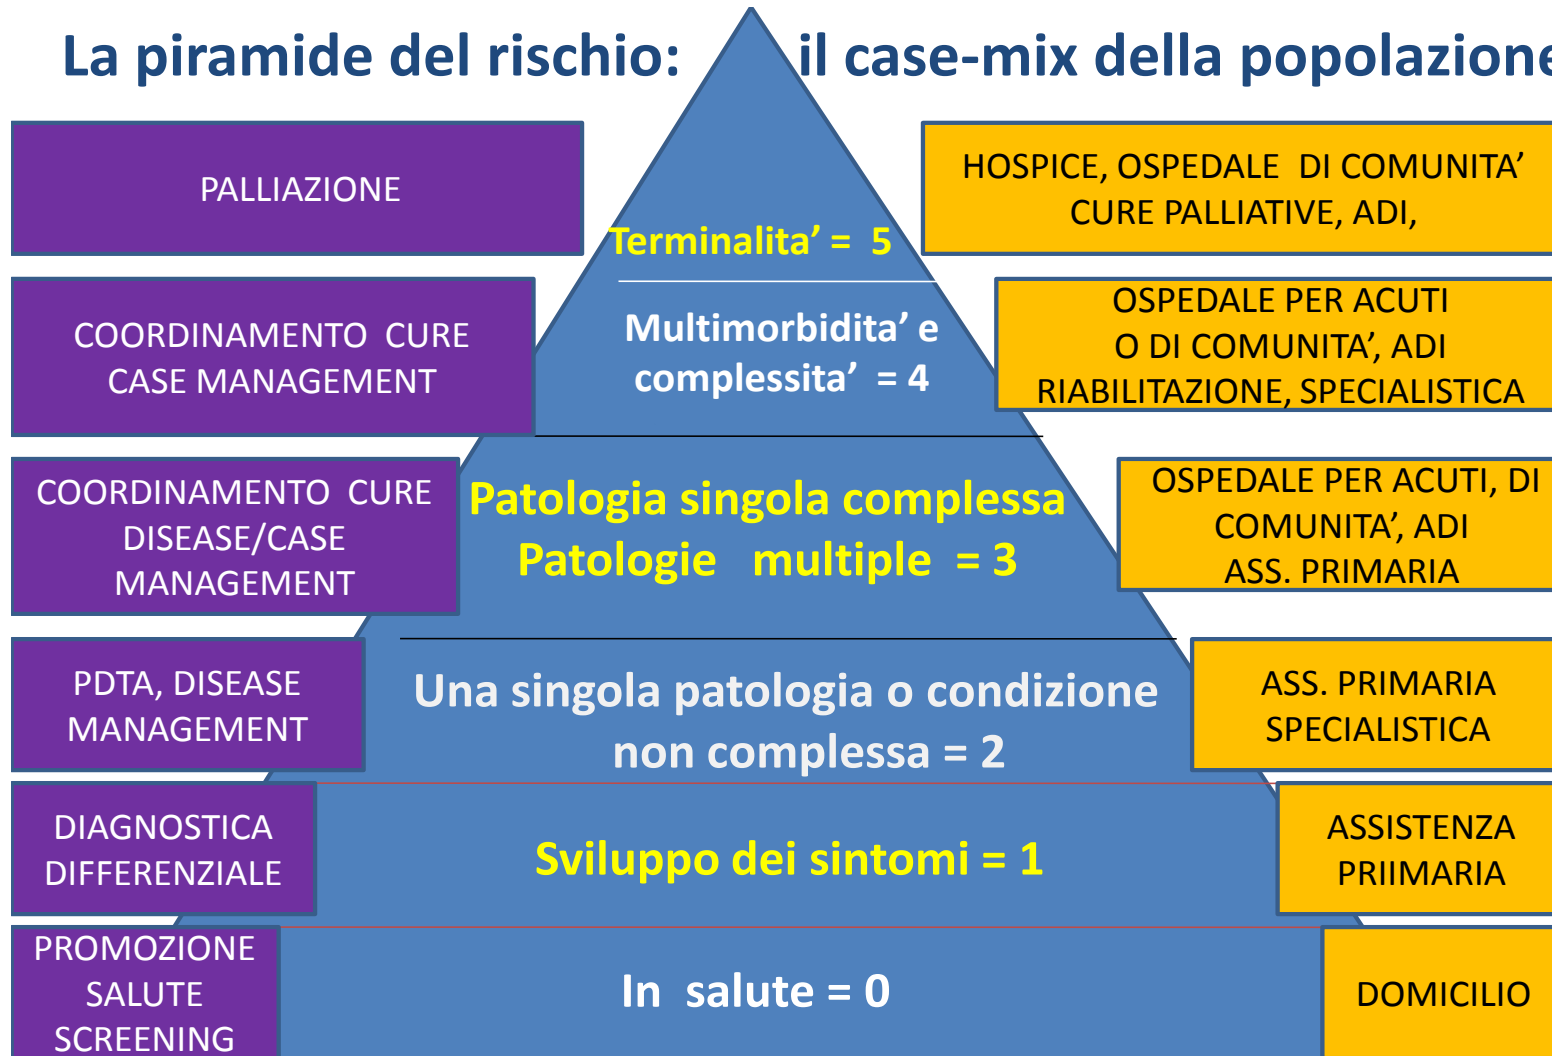 La piramide del rischio: il case-mix della popolazione
PALLIAZIONE
Terminalita’ = 5
HOSPICE, OSPEDALE DI COMUNITA’
CURE PALLIATIVE, ADI,
COORDINAMENTO CURE
CASE MANAGEMENT
Multimorbidita’ e
complessita’ = 4
OSPEDALE PER ACUTI
O DI COMUNITA’, ADI
RIABILITAZIONE, SPECIALISTICA
COORDINAMENTO CURE
DISEASE/CASE
MANAGEMENT
Patologia singola complessa
Patologie multiple = 3
OSPEDALE PER ACUTI, DI
COMUNITA’, ADI
ASS. PRIMARIA
PDTA, DISEASE
MANAGEMENT
Una singola patologia o condizione
non complessa = 2
ASS. PRIMARIA
SPECIALISTICA
DIAGNOSTICA
DIFFERENZIALE
Sviluppo dei sintomi = 1
ASSISTENZA
PRIIMARIA
PROMOZIONE
SALUTE
SCREENING
In salute = 0
DOMICILIO